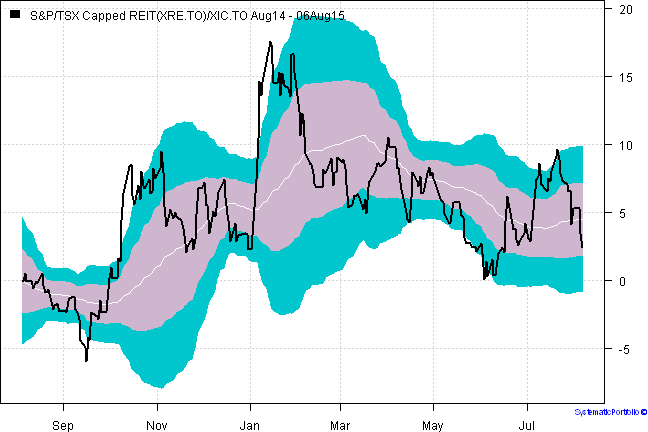 S&P/TSX Capped REIT(XRE.TO)/XIC.TO Aug14 - 06Aug15
20
15
10
5
0
-5
SystematicPortfolio ©
Sep Nov Jan Mar May Jul